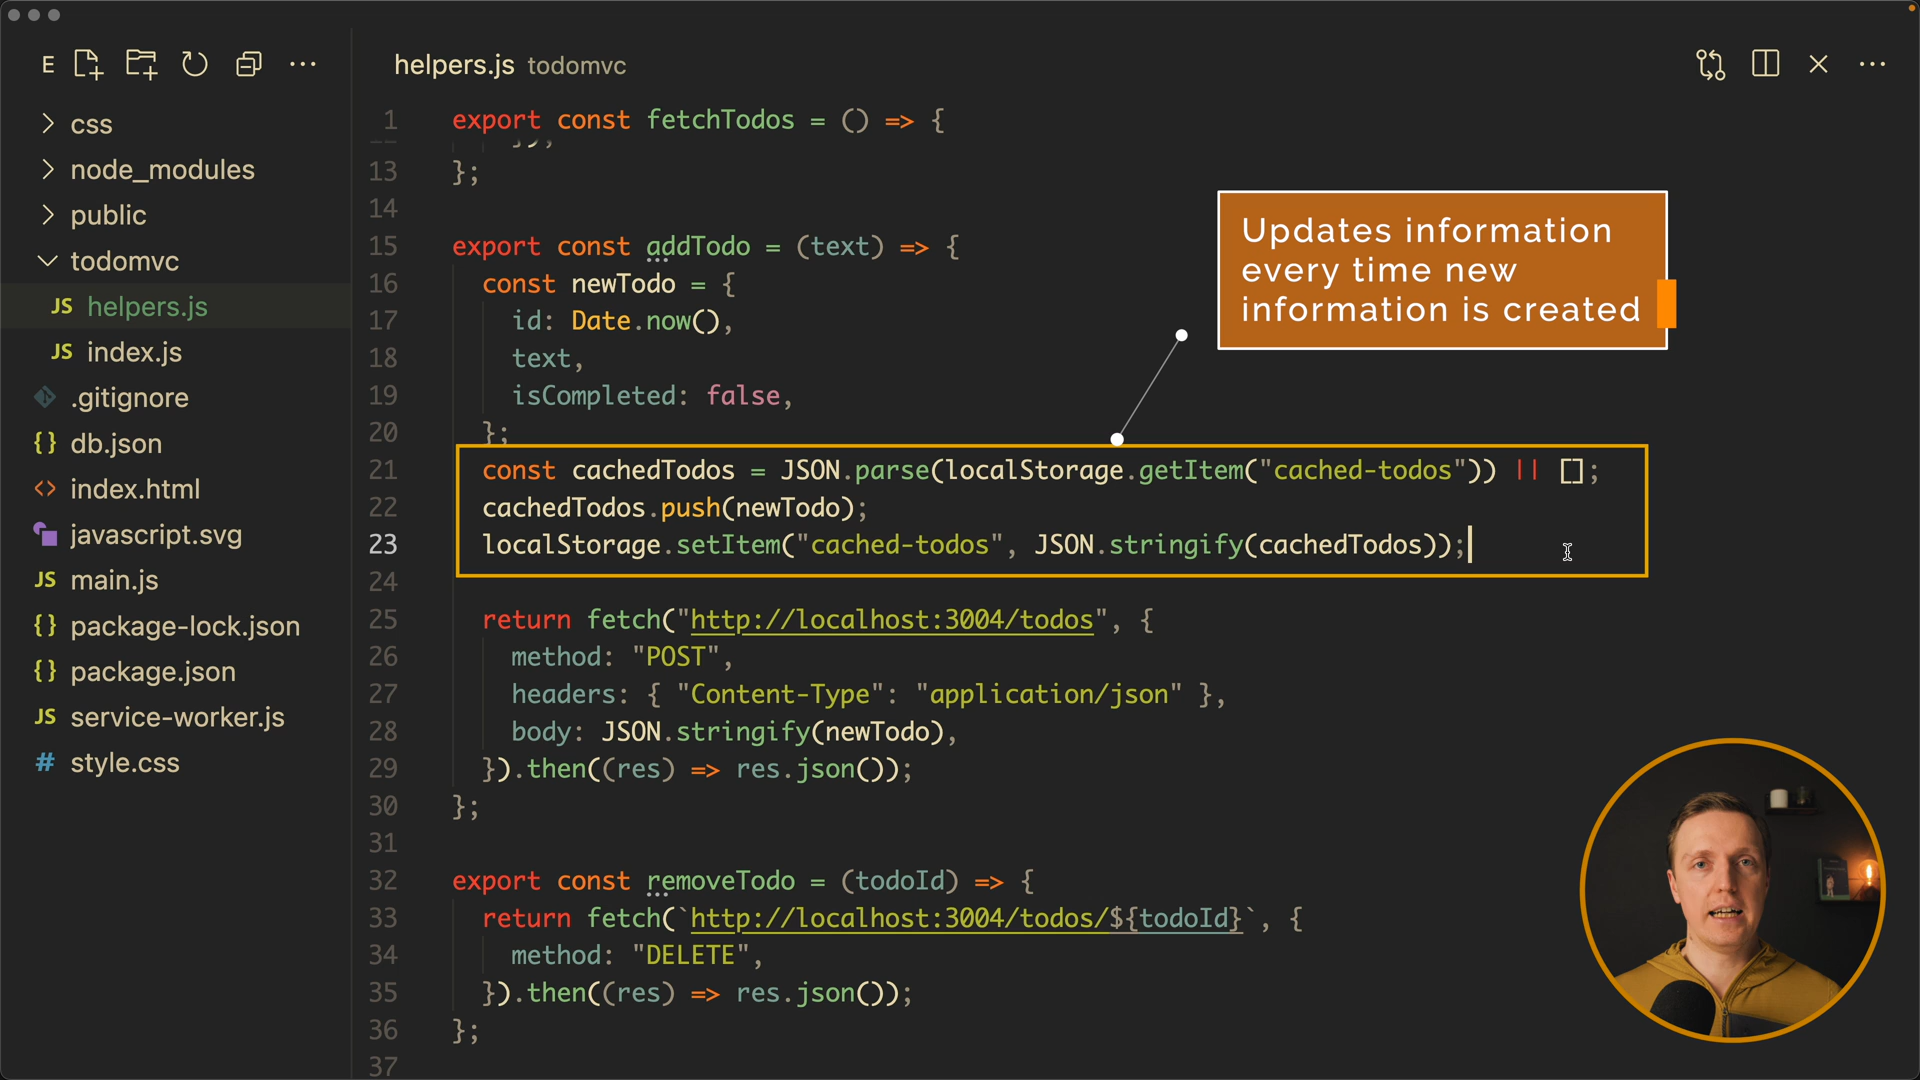 E
helpers.js todomvc
css
node_modules
public
todomvc
JS helpers.js
JS index.js
.gitignore
{} db.json
<> index.html
javascript.svg
JS main.js
{} package-lock.json
{} package.json
JS service-worker.js
# style.css
1 export const fetchTodos = () => {
13 };
14
15 export const addTodo = (text) => {
16 const newTodo = {
17 id: Date.now(),
18 text,
19 isCompleted: false,
20 };
21 const cachedTodos = JSON.parse(localStorage.getItem("cached-todos")) || [];
22 cachedTodos.push(newTodo);
23 localStorage.setItem("cached-todos", JSON.stringify(cachedTodos));
24
25 return fetch("http://localhost:3004/todos", {
26 method: "POST",
27 headers: { "Content-Type": "application/json" },
28 body: JSON.stringify(newTodo),
29 }).then((res) => res.json());
30 };
31
32 export const removeTodo = (todoId) => {
33 return fetch(`http://localhost:3004/todos/${todoId}`, {
34 method: "DELETE",
35 }).then((res) => res.json());
36 };
37
Updates information
every time new
information is created